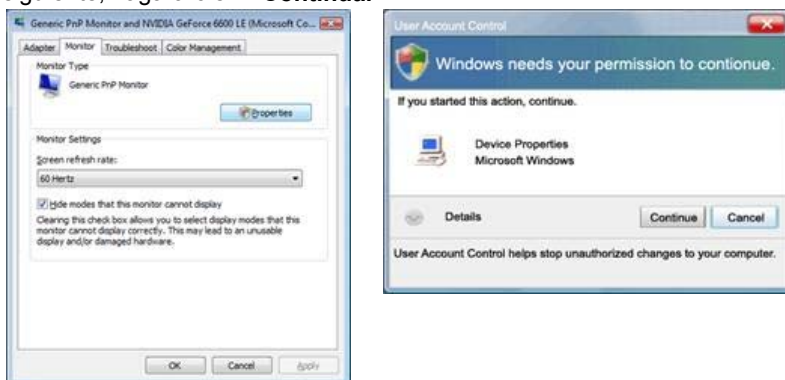 Continua.
Generic PnP Monitor and NVIDIA GeForce 6600 LE (Microsoft Co...
Adapter Monitor Troubleshoot Color Management
Monitor Type
Generic PnP Monitor
Properties
Monitor Settings
Screen refresh rate:
60 Hertz
Hide modes that this monitor cannot display
Clearing this check box allows you to select display modes that this
monitor cannot display correctly. This may lead to an unusable
display and/or damaged hardware.
OK Cancel Apply
User Account Control
Windows needs your permission to contionue.
If you started this action, continue.
Device Properties
Microsoft Windows
Details Continue Cancel
User Account Control helps stop unauthorized changes to your computer.